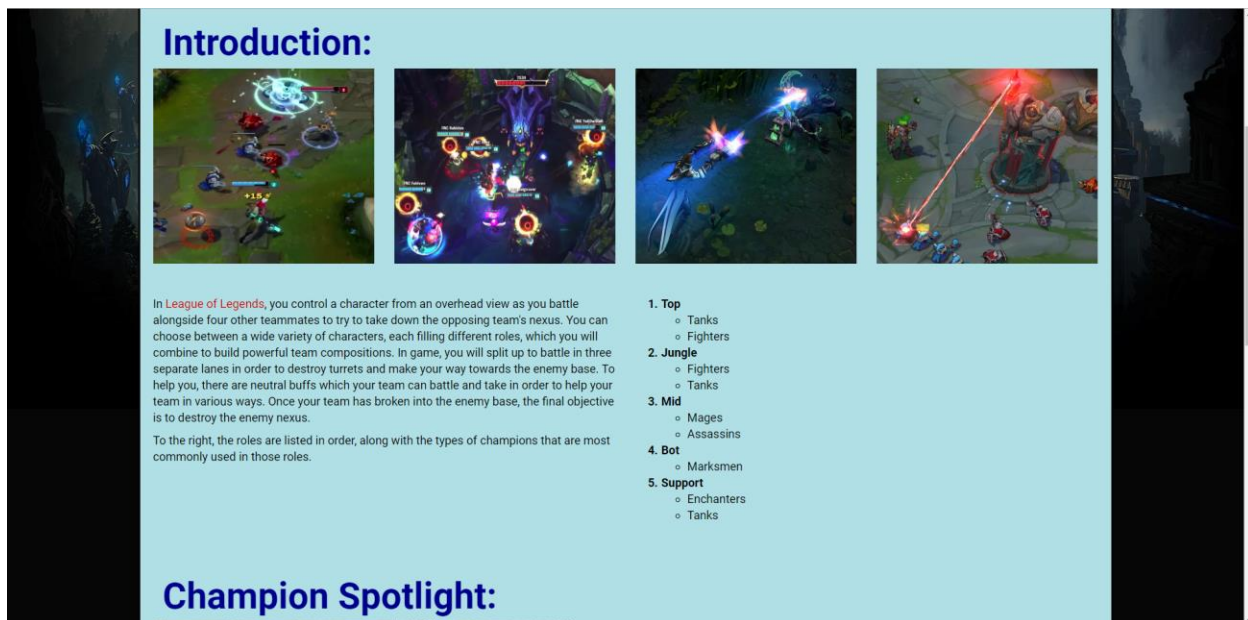 Introduction:
+15
In League of Legends, you control a character from an overhead view as you battle
alongside four other teammates to try to take down the opposing team's nexus. You can
choose between a wide variety of characters, each filling different roles, which you will
combine to build powerful team compositions. In game, you will split up to battle in three
separate lanes in order to destroy turrets and make your way towards the enemy base. To
help you, there are neutral buffs which your team can battle and take in order to help your
team in various ways. Once your team has broken into the enemy base, the final objective
is to destroy the enemy nexus.
To the right, the roles are listed in order, along with the types of champions that are most
commonly used in those roles.
1. Top
Tanks
Fighters
2. Jungle
Fighters
Tanks
3. Mid
Mages
Assassins
4. Bot
Marksmen
5. Support
Enchanters
Tanks
Champion Spotlight: